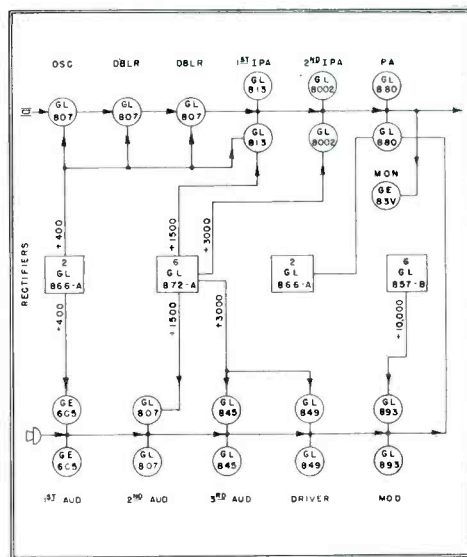 OSC DBLR DBLR 1ST IPA 2ND IPA PA
GL 813 GL 8002 GL 880
GL 807 GL 807 GL 807
GL 813 GL 8002 GL 880
MON
GE 83V
+400 +1500 +3000
RECTIFIERS
2 GL 866-A
6 GL 872-A
2 GL 866-A
6 GL 857-B
+400 +1500 +3000 +10,000
GE 605 GL 807 GL 845 GL 849 GL 893
GE 605 GL 807 GL 845 GL 849 GL 893
1ST AUD 2ND AUD 3RD AUD DRIVER MOD